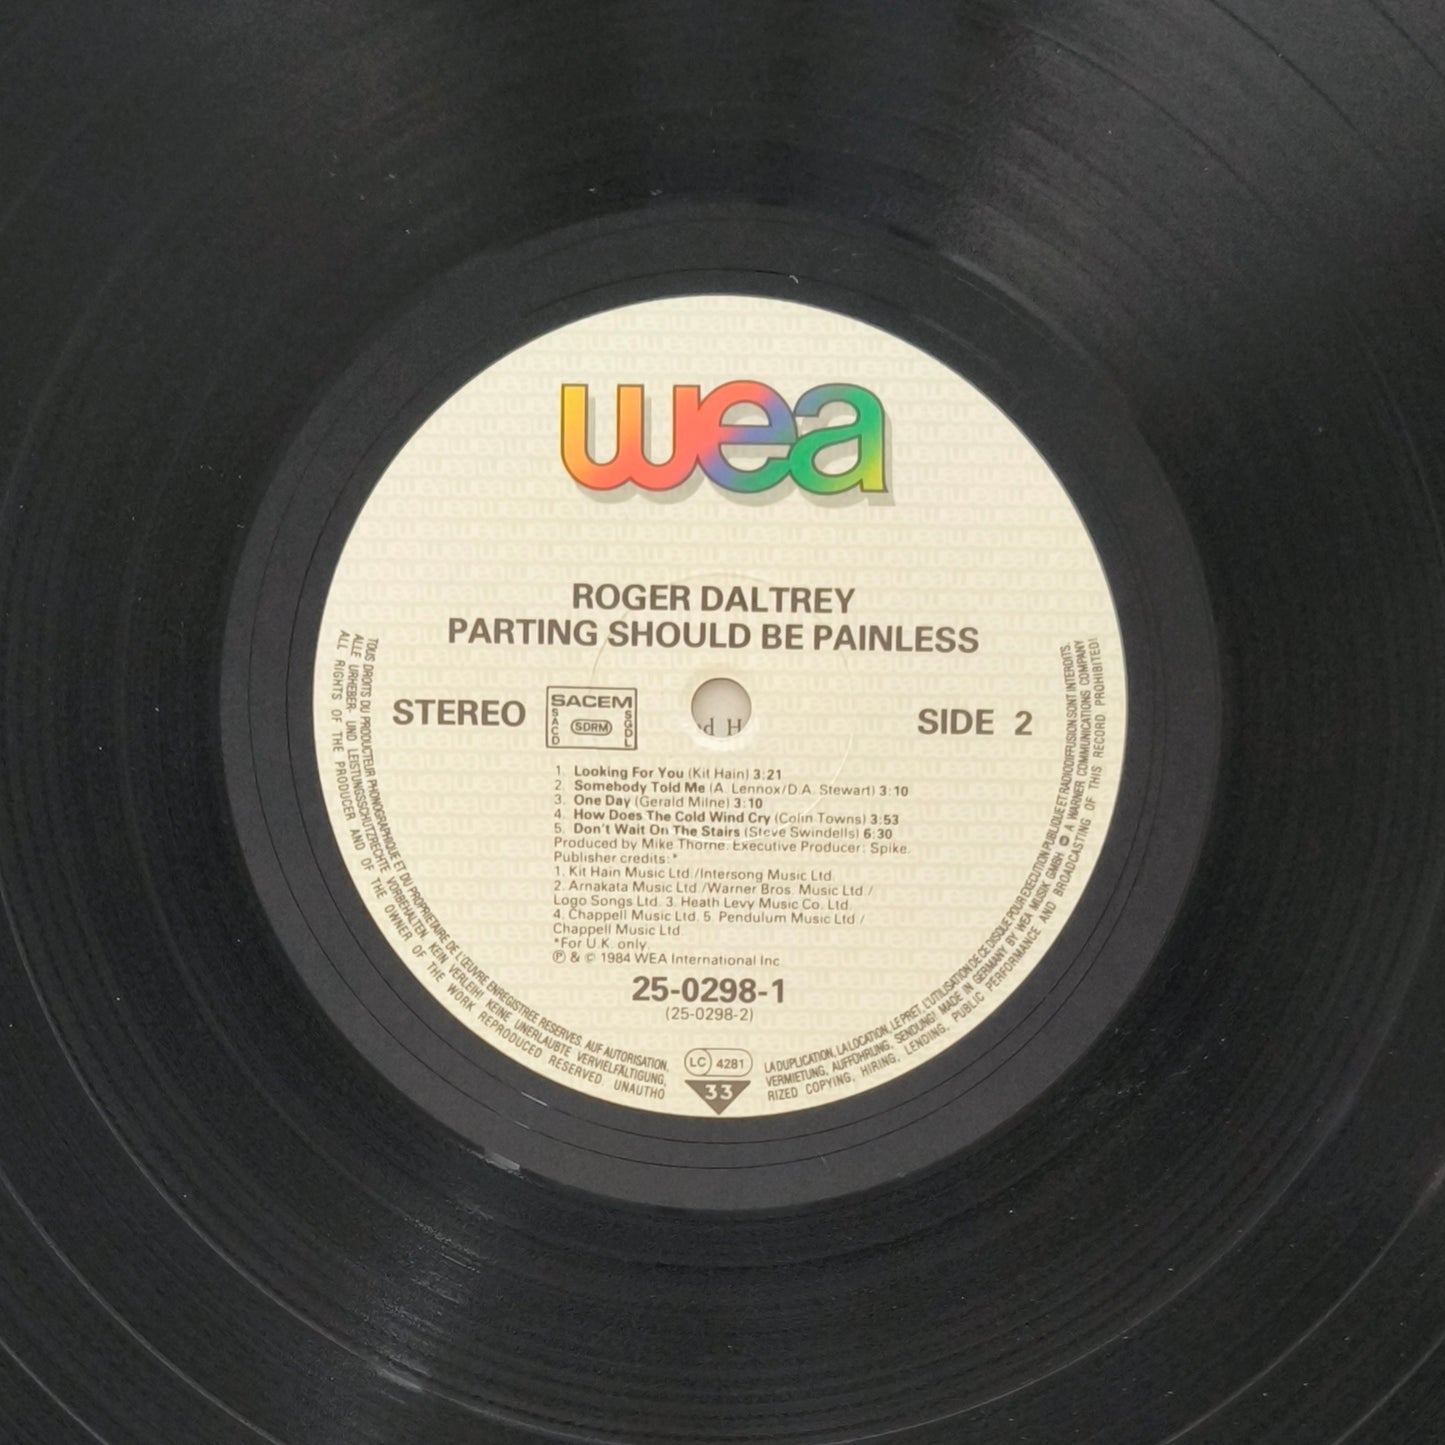 wea
ROGER DALTREY
PARTING SHOULD BE PAINLESS
STEREO
SACEM
SACD
SDRM
SGDL
SIDE 2
1. Looking For You (Kit Hain) 3:21
2. Somebody Told Me (A. Lennox/D.A. Stewart) 3:10
3. One Day (Gerald Milne) 3:10
4. How Does The Cold Wind Cry (Colin Towns) 3:53
5. Don't Wait On The Stairs (Steve Swindells) 6:30
Produced by Mike Thorne. Executive Producer: Spike.
Publisher credits:*
1. Kit Hain Music Ltd./Intersong Music Ltd.
2. Arnakata Music Ltd./Warner Bros. Music Ltd./
Logo Songs Ltd. 3. Heath Levy Music Co. Ltd.
4. Chappell Music Ltd. 5. Pendulum Music Ltd./
Chappell Music Ltd.
*For U.K. only.
℗ & © 1984 WEA International Inc.
25-0298-1
(25-0298-2)
LC 4281
33
TOUS DROITS DU PRODUCTEUR PHONOGRAPHIQUE ET DU PROPRIETAIRE DE L'ŒUVRE ENREGISTREE RESERVES. AUF AUTORISATION, LA DUPLICATION, LA LOCATION, LE PRET, L'UTILISATION DE CE DISQUE POUR EXECUTION PUBLIQUE ET RADIODIFFUSION SONT INTERDITS.
ALLE URHEBER- UND LEISTUNGSSCHUTZRECHTE VORBEHALTEN. KEIN VERLEIH! KEINE UNERLAUBTE VERVIELFÄLTIGUNG, VERMIETUNG, AUFFÜHRUNG, SENDUNG! MADE IN GERMANY BY WEA MUSIK GMBH A WARNER COMMUNICATIONS COMPANY
ALL RIGHTS OF THE PRODUCER AND OF THE OWNER OF THE WORK REPRODUCED RESERVED. UNAUTHORIZED COPYING, HIRING, LENDING, PUBLIC PERFORMANCE AND BROADCASTING OF THIS RECORD PROHIBITED!